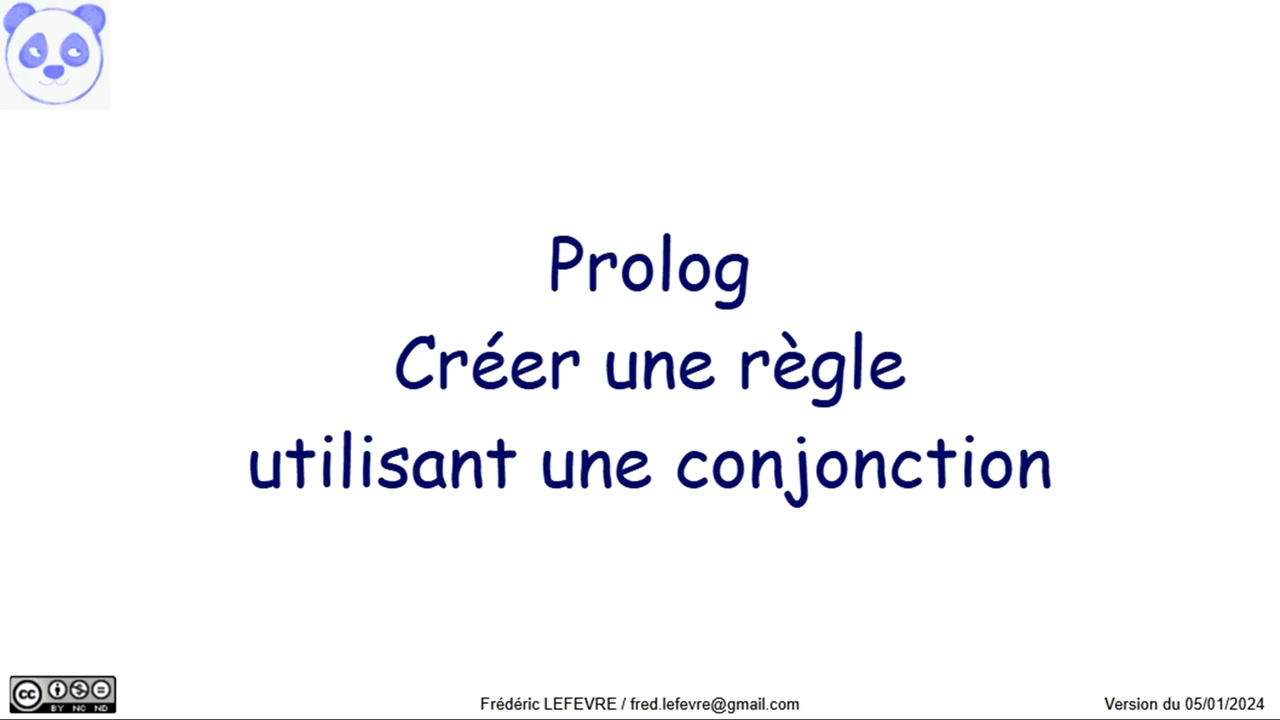 Prolog
Créer une règle
utilisant une conjonction
cc
BY NC ND
Frédéric LEFEVRE / fred.lefevre@gmail.com
Version du 05/01/2024